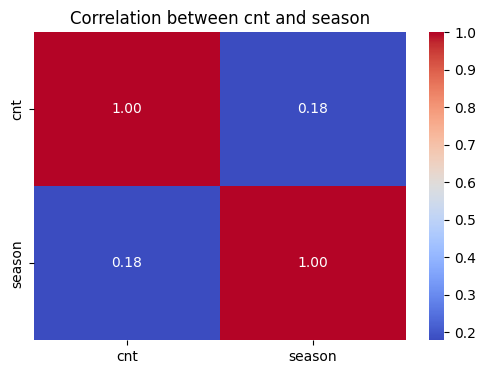 Correlation between cnt and season
cnt
1.00
0.18
season
0.18
1.00
cnt
season
1.0
0.9
0.8
0.7
0.6
0.5
0.4
0.3
0.2